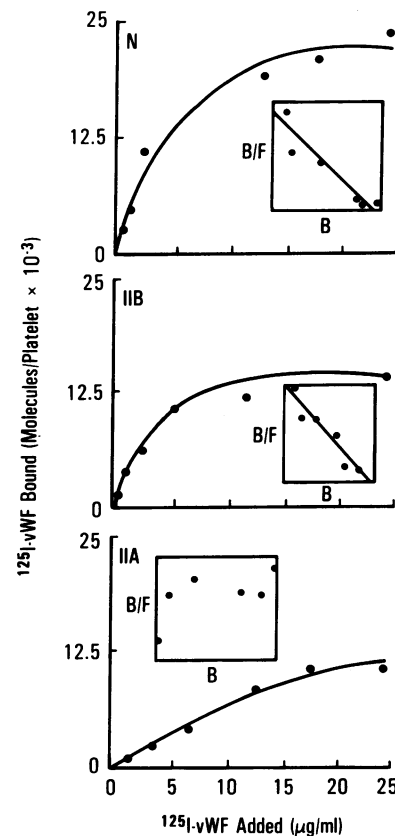 ¹²⁵I-vWF Bound (Molecules/Platelet × 10⁻³)
25
N
12.5
B/F
B
0
25
IIB
12.5
B/F
B
0
25
IIA
B/F
B
12.5
0
0 5 10 15 20 25
¹²⁵I-vWF Added (μg/ml)